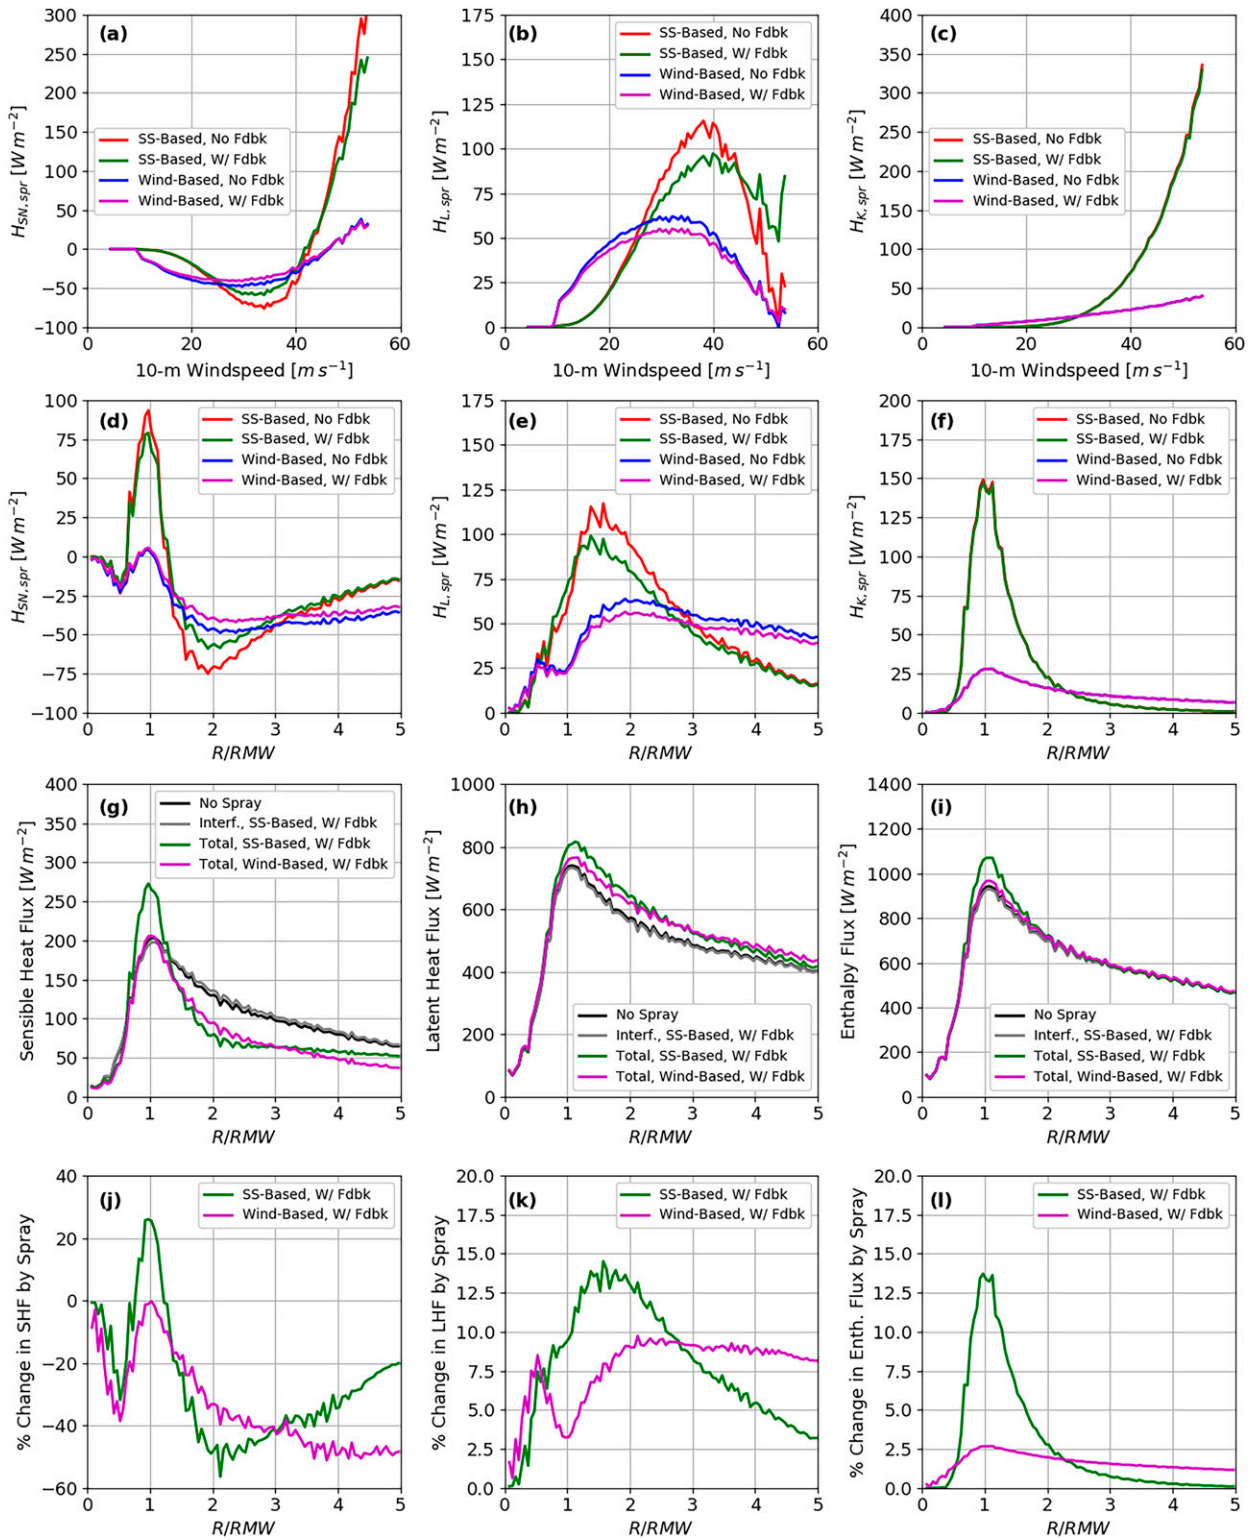 (a)
SS-Based, No Fdbk
SS-Based, W/ Fdbk
Wind-Based, No Fdbk
Wind-Based, W/ Fdbk
300
250
200
150
100
50
0
−50
−100
0 20 40 60
H_{SN,spr} [W m^{-2}]
10-m Windspeed [m s^{-1}]
(b)
SS-Based, No Fdbk
SS-Based, W/ Fdbk
Wind-Based, No Fdbk
Wind-Based, W/ Fdbk
175
150
125
100
75
50
25
0
0 20 40 60
H_{L,spr} [W m^{-2}]
10-m Windspeed [m s^{-1}]
(c)
SS-Based, No Fdbk
SS-Based, W/ Fdbk
Wind-Based, No Fdbk
Wind-Based, W/ Fdbk
400
350
300
250
200
150
100
50
0
0 20 40 60
H_{K,spr} [W m^{-2}]
10-m Windspeed [m s^{-1}]
(d)
SS-Based, No Fdbk
SS-Based, W/ Fdbk
Wind-Based, No Fdbk
Wind-Based, W/ Fdbk
100
75
50
25
0
−25
−50
−75
−100
0 1 2 3 4 5
H_{SN,spr} [W m^{-2}]
R/RMW
(e)
SS-Based, No Fdbk
SS-Based, W/ Fdbk
Wind-Based, No Fdbk
Wind-Based, W/ Fdbk
175
150
125
100
75
50
25
0
0 1 2 3 4 5
H_{L,spr} [W m^{-2}]
R/RMW
(f)
SS-Based, No Fdbk
SS-Based, W/ Fdbk
Wind-Based, No Fdbk
Wind-Based, W/ Fdbk
200
175
150
125
100
75
50
25
0
0 1 2 3 4 5
H_{K,spr} [W m^{-2}]
R/RMW
(g)
No Spray
Interf., SS-Based, W/ Fdbk
Total, SS-Based, W/ Fdbk
Total, Wind-Based, W/ Fdbk
400
350
300
250
200
150
100
50
0
0 1 2 3 4 5
Sensible Heat Flux [W m^{-2}]
R/RMW
(h)
No Spray
Interf., SS-Based, W/ Fdbk
Total, SS-Based, W/ Fdbk
Total, Wind-Based, W/ Fdbk
1000
800
600
400
200
0
0 1 2 3 4 5
Latent Heat Flux [W m^{-2}]
R/RMW
(i)
No Spray
Interf., SS-Based, W/ Fdbk
Total, SS-Based, W/ Fdbk
Total, Wind-Based, W/ Fdbk
1400
1200
1000
800
600
400
200
0
0 1 2 3 4 5
Enthalpy Flux [W m^{-2}]
R/RMW
(j)
SS-Based, W/ Fdbk
Wind-Based, W/ Fdbk
40
20
0
−20
−40
−60
0 1 2 3 4 5
% Change in SHF by Spray
R/RMW
(k)
SS-Based, W/ Fdbk
Wind-Based, W/ Fdbk
20.0
17.5
15.0
12.5
10.0
7.5
5.0
2.5
0.0
0 1 2 3 4 5
% Change in LHF by Spray
R/RMW
(l)
SS-Based, W/ Fdbk
Wind-Based, W/ Fdbk
20.0
17.5
15.0
12.5
10.0
7.5
5.0
2.5
0.0
0 1 2 3 4 5
% Change in Enth. Flux by Spray
R/RMW